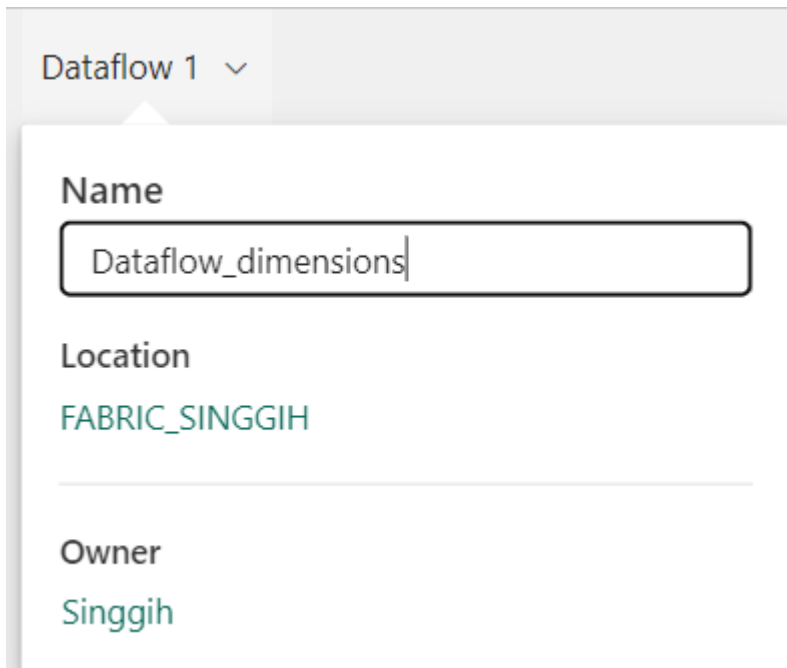 Dataflow 1
Name
Dataflow_dimensions
Location
FABRIC_SINGGIH
Owner
Singgih